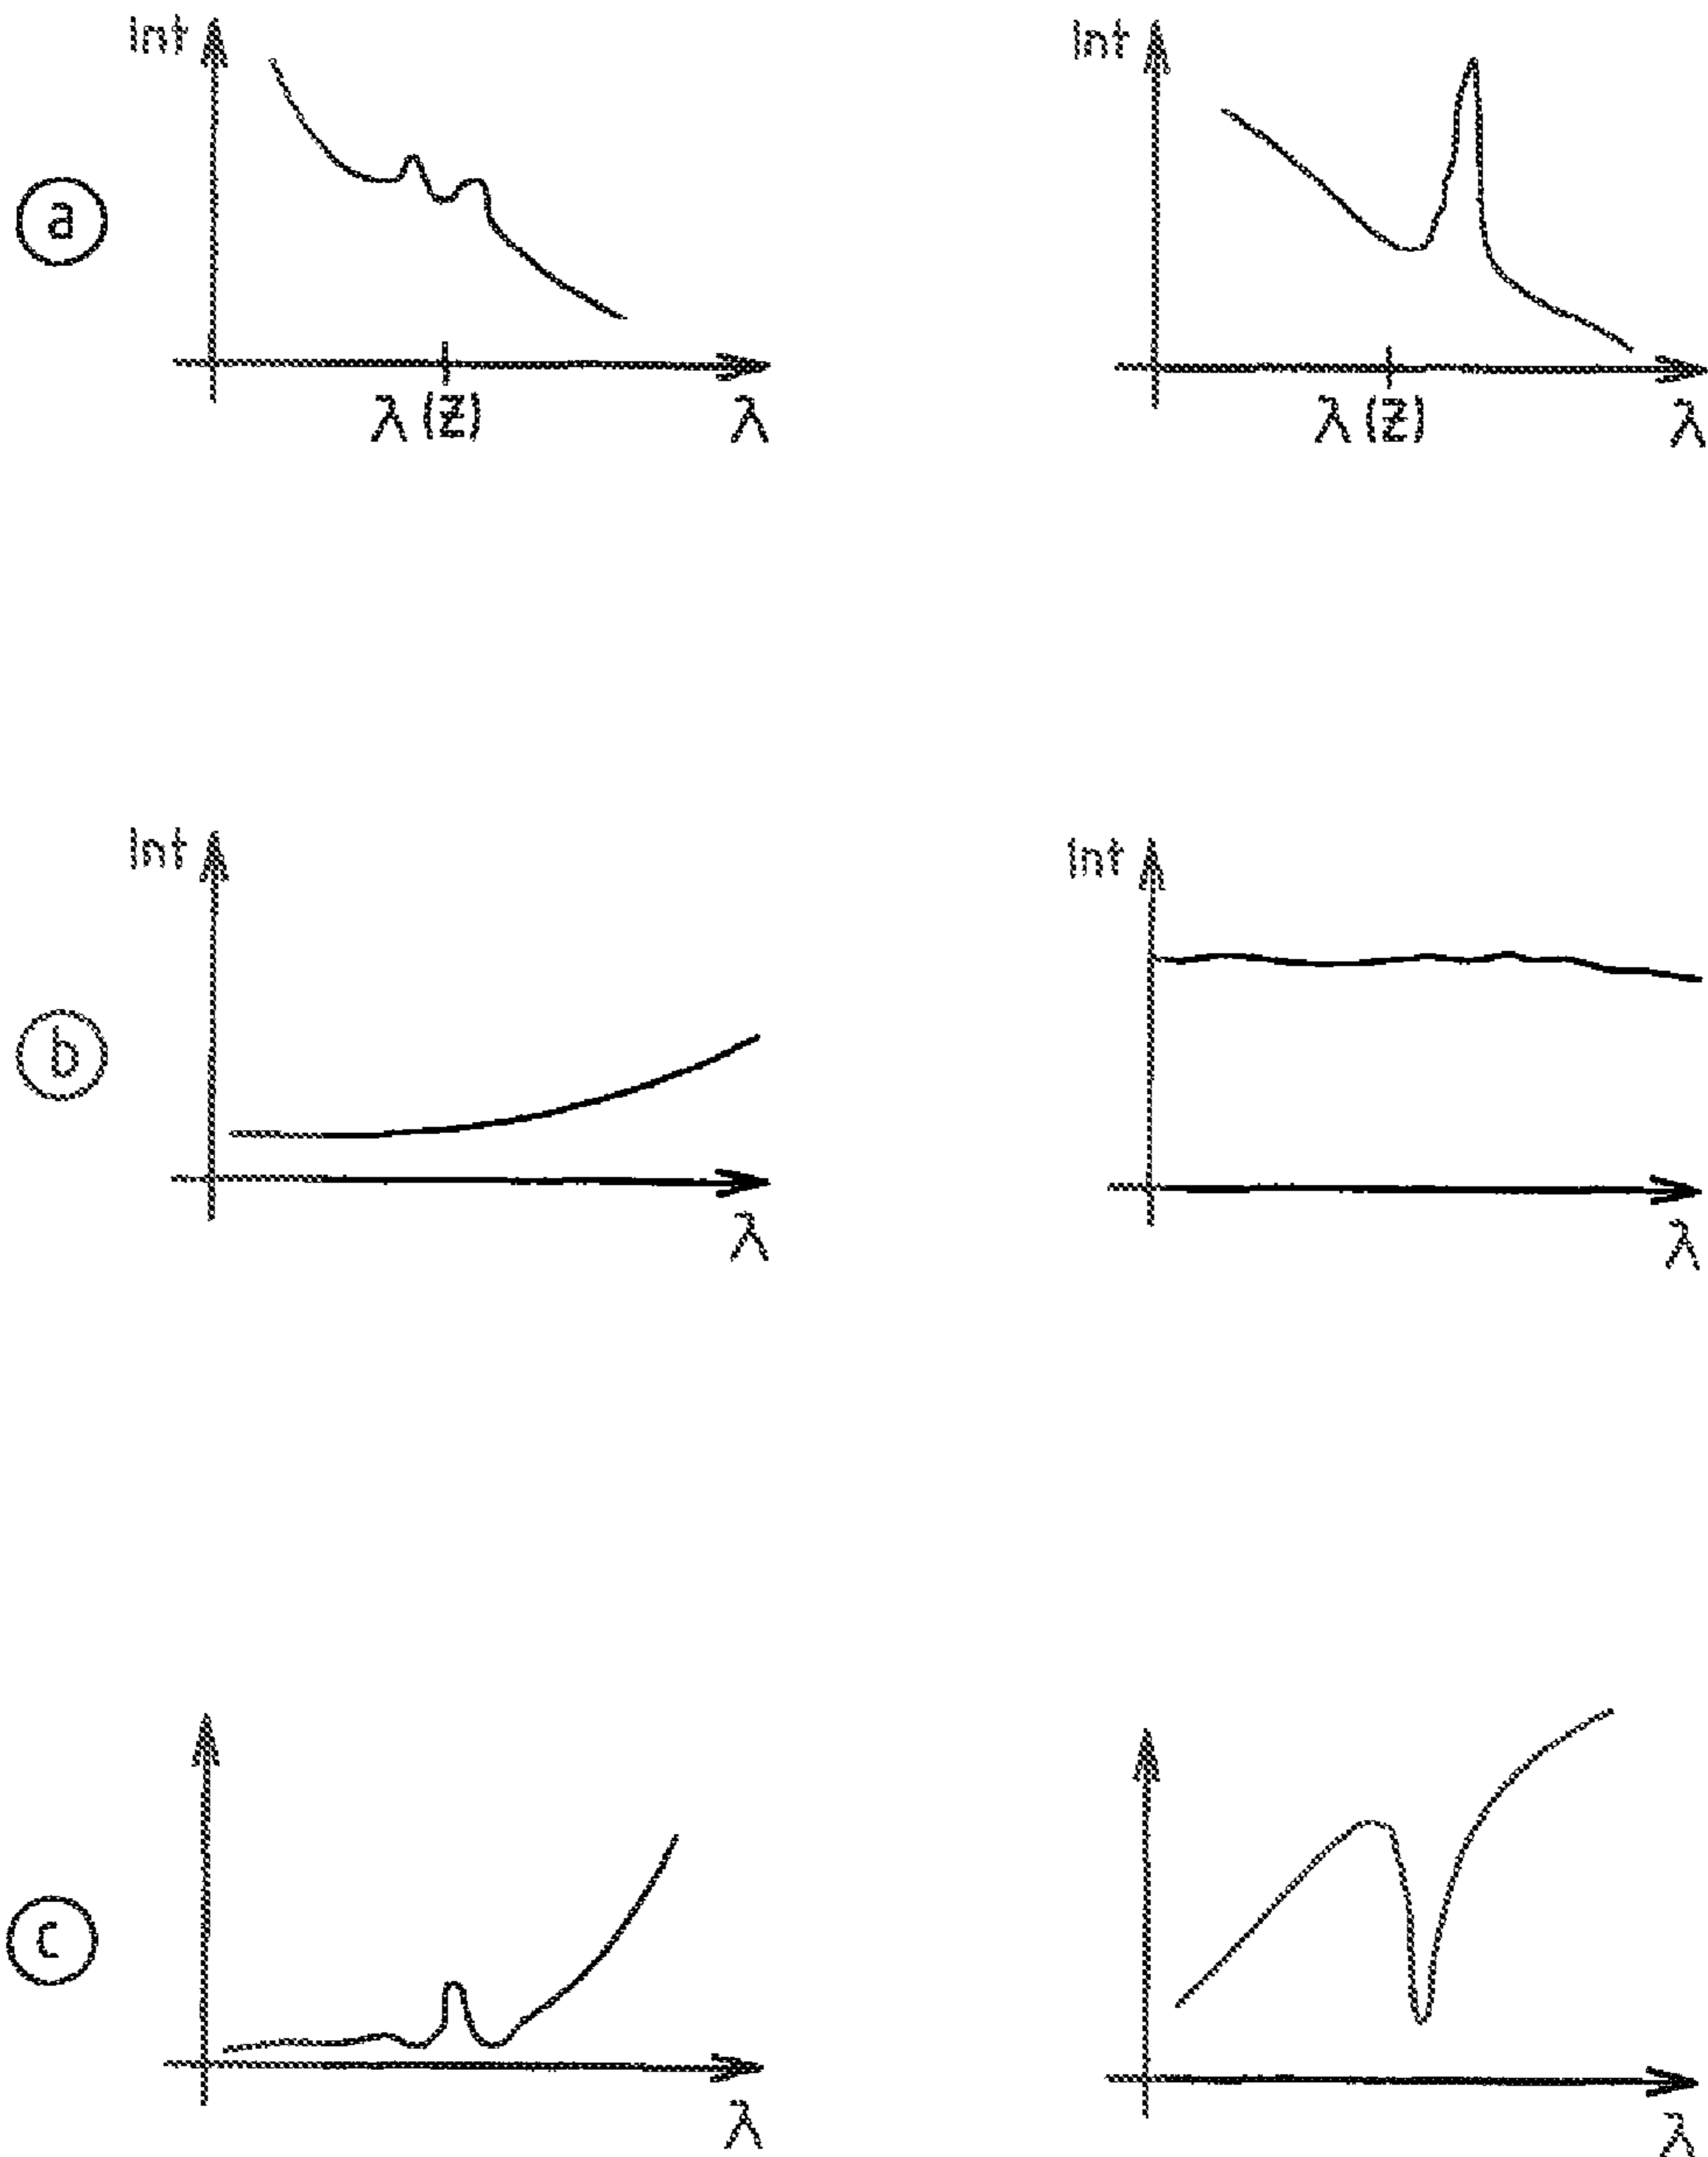 Int Int
ⓐ
λ(Z) λ λ(Z) λ
Int Int
ⓑ
λ λ
ⓒ
λ λ